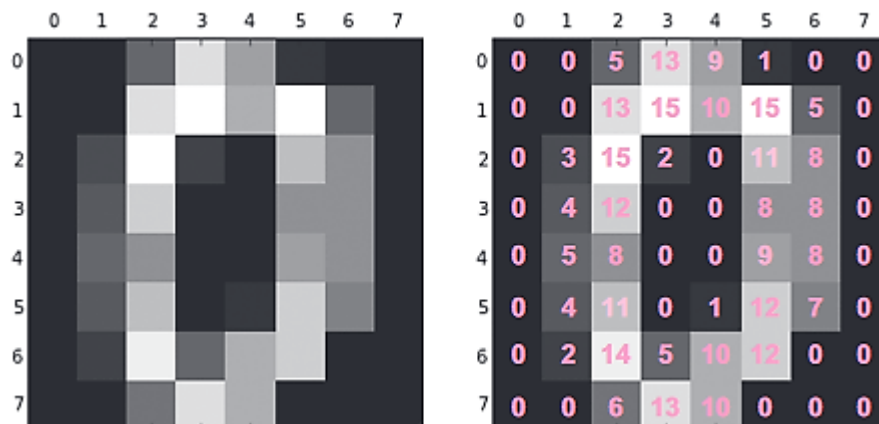 0 1 2 3 4 5 6 7 0 1 2 3 4 5 6 7
0 0 0 0 5 13 9 1 0 0
1 1 0 0 13 15 10 15 5 0
2 2 0 3 15 2 0 11 8 0
3 3 0 4 12 0 0 8 8 0
4 4 0 5 8 0 0 9 8 0
5 5 0 4 11 0 1 12 7 0
6 6 0 2 14 5 10 12 0 0
7 7 0 0 6 13 10 0 0 0